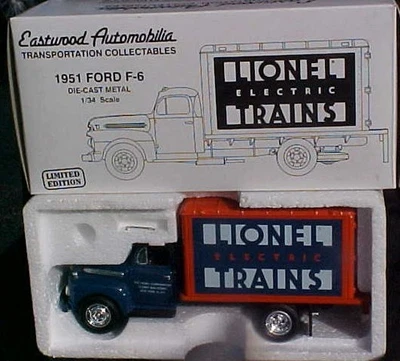 Eastwood Automobilia
TRANSPORTATION COLLECTABLES
1951 FORD F-6
DIE-CAST METAL
1/34 Scale
LIMITED
EDITION
LIONEL
ELECTRIC
TRAINS
LIONEL
ELECTRIC
TRAINS